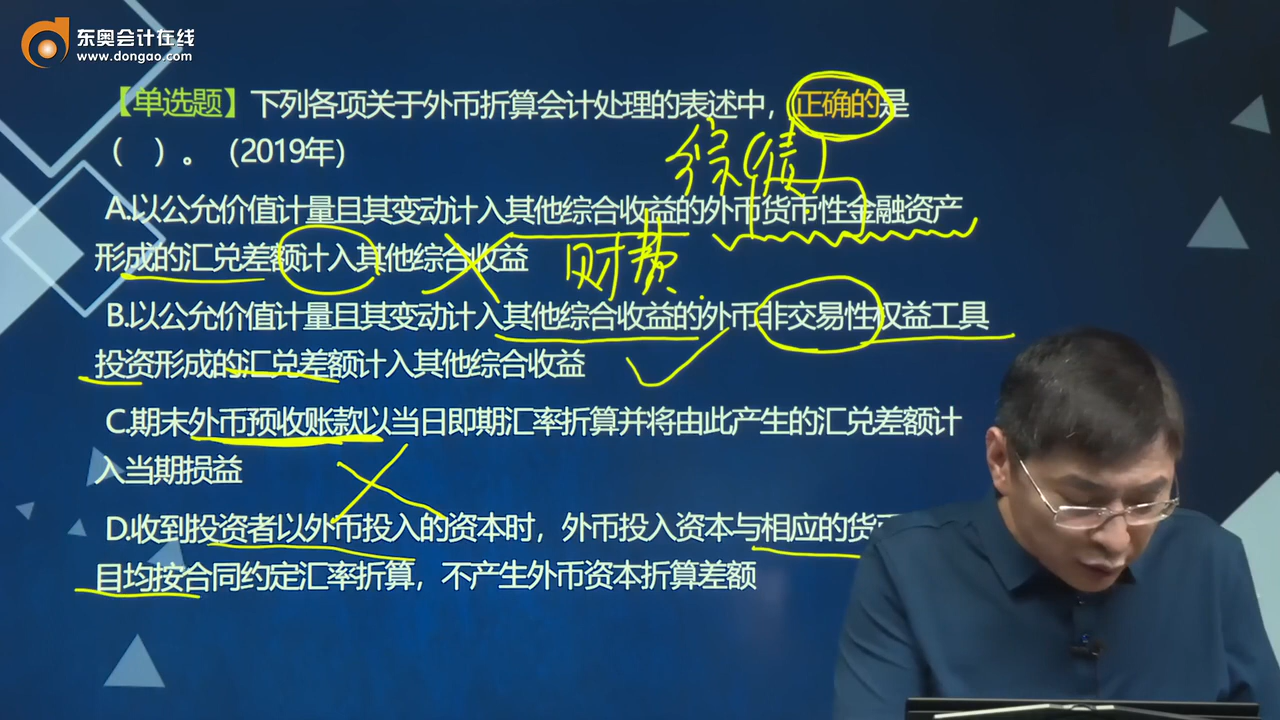 东奥会计在线
www.dongao.com
【单选题】下列各项关于外币折算会计处理的表述中，正确的是
（ ）。（2019年）
综（债）
A.以公允价值计量且其变动计入其他综合收益的外币货币性金融资产
形成的汇兑差额计入其他综合收益
财费
B.以公允价值计量且其变动计入其他综合收益的外币非交易性权益工具
投资形成的汇兑差额计入其他综合收益
C.期末外币预收账款以当日即期汇率折算并将由此产生的汇兑差额计
入当期损益
D.收到投资者以外币投入的资本时，外币投入资本与相应的货
目均按合同约定汇率折算，不产生外币资本折算差额